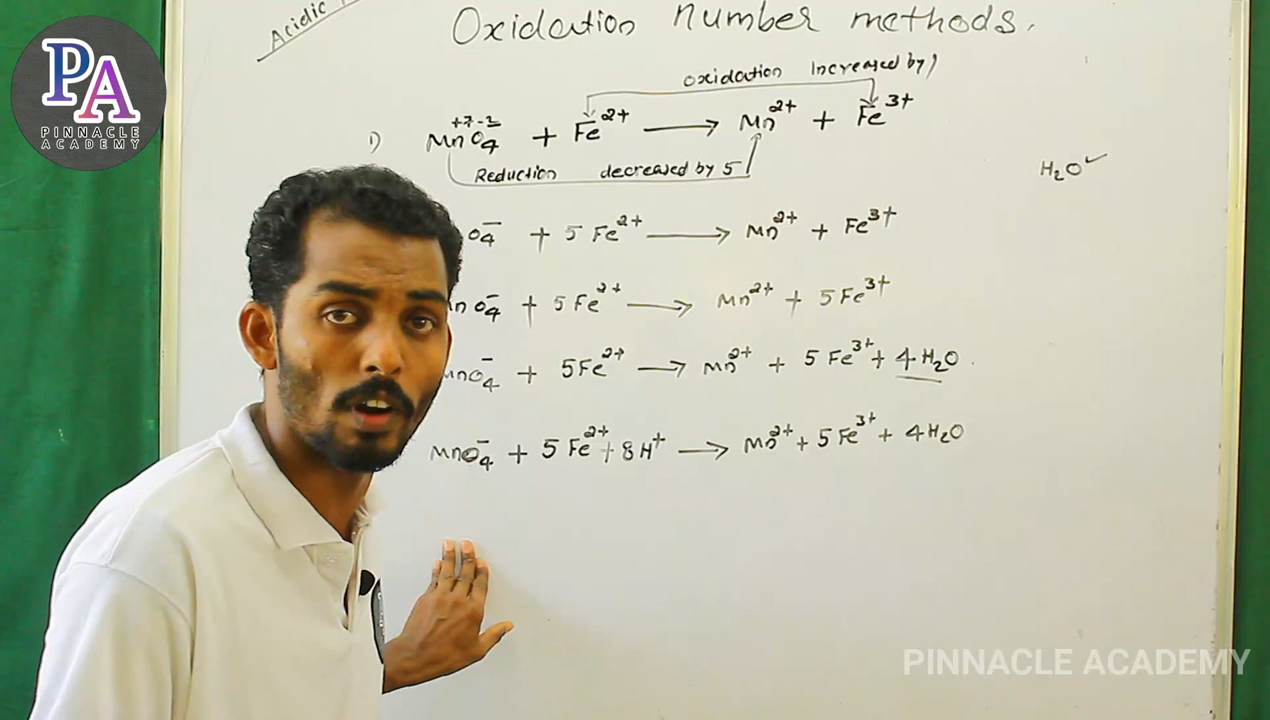 PA
PINNACLE
ACADEMY
Acidic
Oxidation number methods.
oxidation increased by 1
1) MnO₄⁻ + Fe²⁺ ⟶ Mn²⁺ + Fe³⁺
+7 -2
Reduction decreased by 5
H₂O ✓
O₄⁻ + 5 Fe²⁺ ⟶ Mn²⁺ + Fe³⁺
nO₄⁻ + 5 Fe²⁺ ⟶ Mn²⁺ + 5 Fe³⁺
MnO₄⁻ + 5Fe²⁺ ⟶ Mn²⁺ + 5 Fe³⁺ + 4 H₂O
MnO₄⁻ + 5 Fe²⁺ + 8 H⁺ ⟶ Mn²⁺ + 5 Fe³⁺ + 4 H₂O
PINNACLE ACADEMY